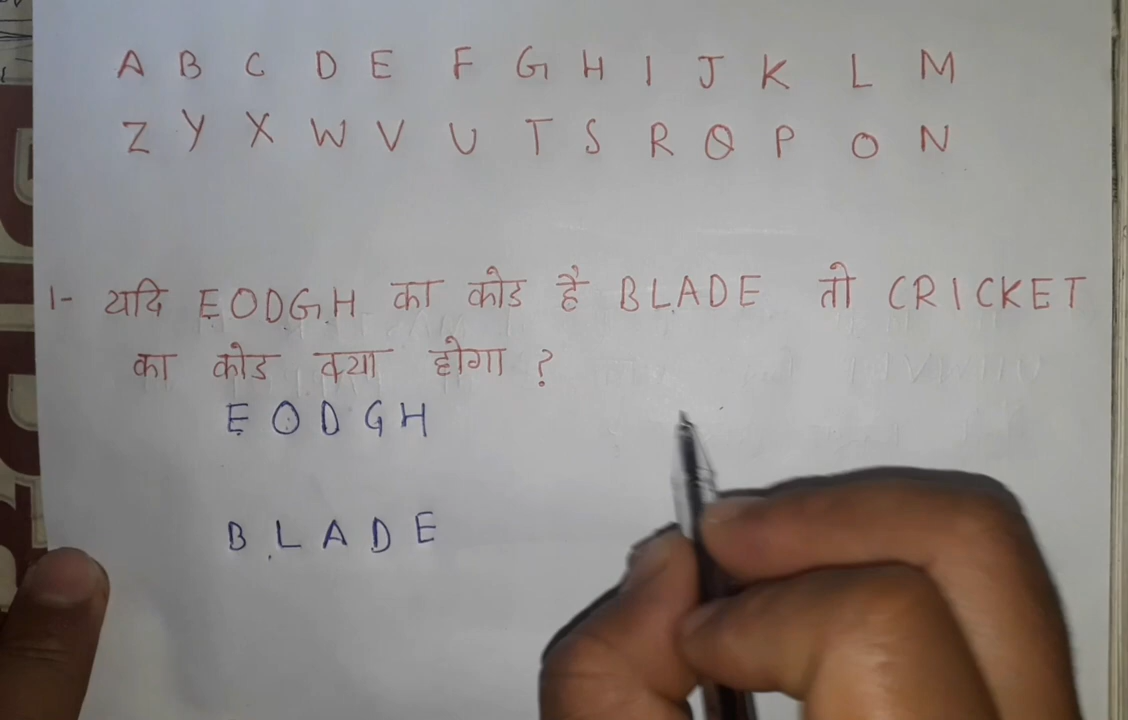 A B C D E F G H I J K L M
Z Y X W V U T S R Q P O N
1- यदि EODGH का कोड है BLADE तो CRICKET
का कोड क्या होगा ?
E O D G H
B L A D E